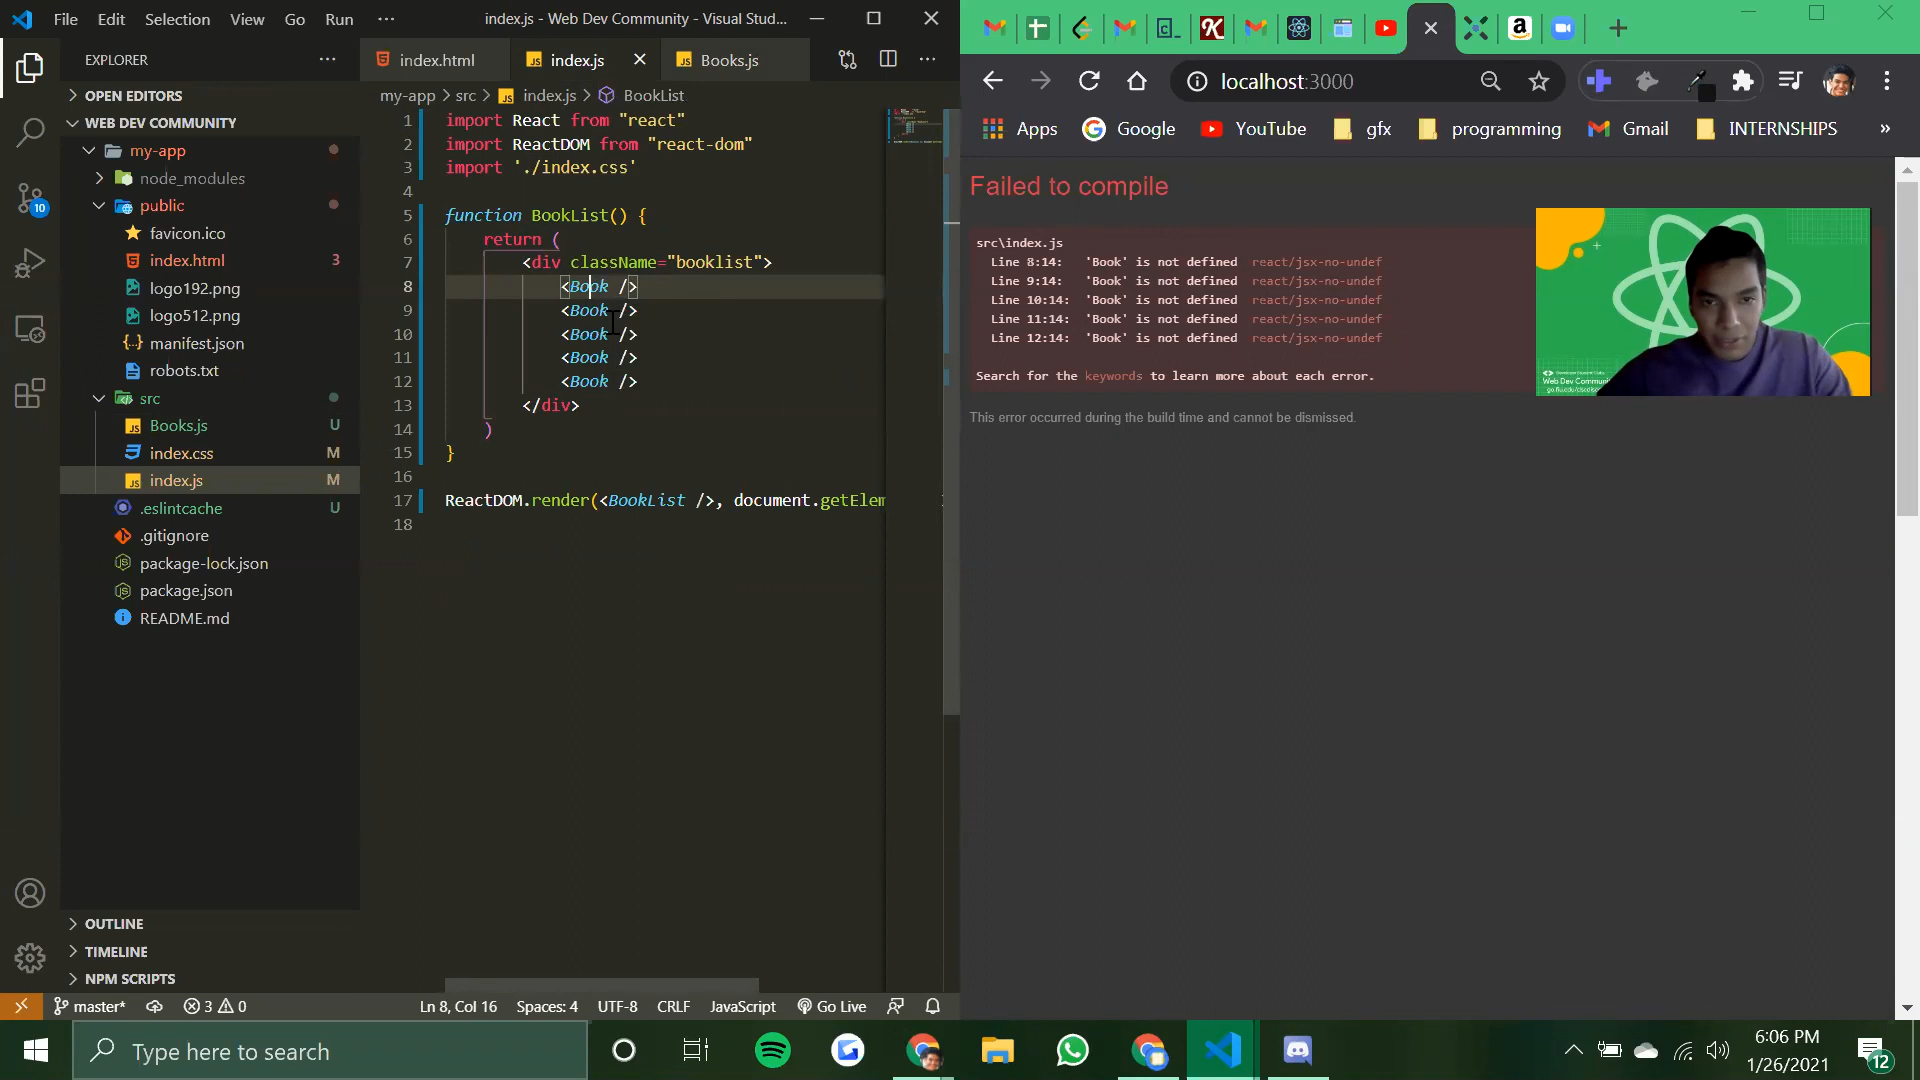 File Edit Selection View Go Run ··· index.js - Web Dev Community - Visual Stud...
EXPLORER ···
OPEN EDITORS
WEB DEV COMMUNITY
my-app
node_modules
public
favicon.ico
index.html 3
logo192.png
logo512.png
manifest.json
robots.txt
src
Books.js U
index.css M
index.js M
.eslintcache U
.gitignore
package-lock.json
package.json
README.md
OUTLINE
TIMELINE
NPM SCRIPTS
10
index.html index.js Books.js ···
my-app > src > index.js > BookList
1 import React from "react"
2 import ReactDOM from "react-dom"
3 import './index.css'
4
5 function BookList() {
6 return (
7 <div className="booklist">
8 <Book />
9 <Book />
10 <Book />
11 <Book />
12 <Book />
13 </div>
14 )
15 }
16
17 ReactDOM.render(<BookList />, document.getElem
18
master* 3 0 Ln 8, Col 16 Spaces: 4 UTF-8 CRLF JavaScript Go Live
localhost:3000
Apps Google YouTube gfx programming Gmail INTERNSHIPS »
Failed to compile
src\index.js
Line 8:14: 'Book' is not defined react/jsx-no-undef
Line 9:14: 'Book' is not defined react/jsx-no-undef
Line 10:14: 'Book' is not defined react/jsx-no-undef
Line 11:14: 'Book' is not defined react/jsx-no-undef
Line 12:14: 'Book' is not defined react/jsx-no-undef
Search for the keywords to learn more about each error.
This error occurred during the build time and cannot be dismissed.
Web Dev Communi
Type here to search
6:06 PM
1/26/2021
12